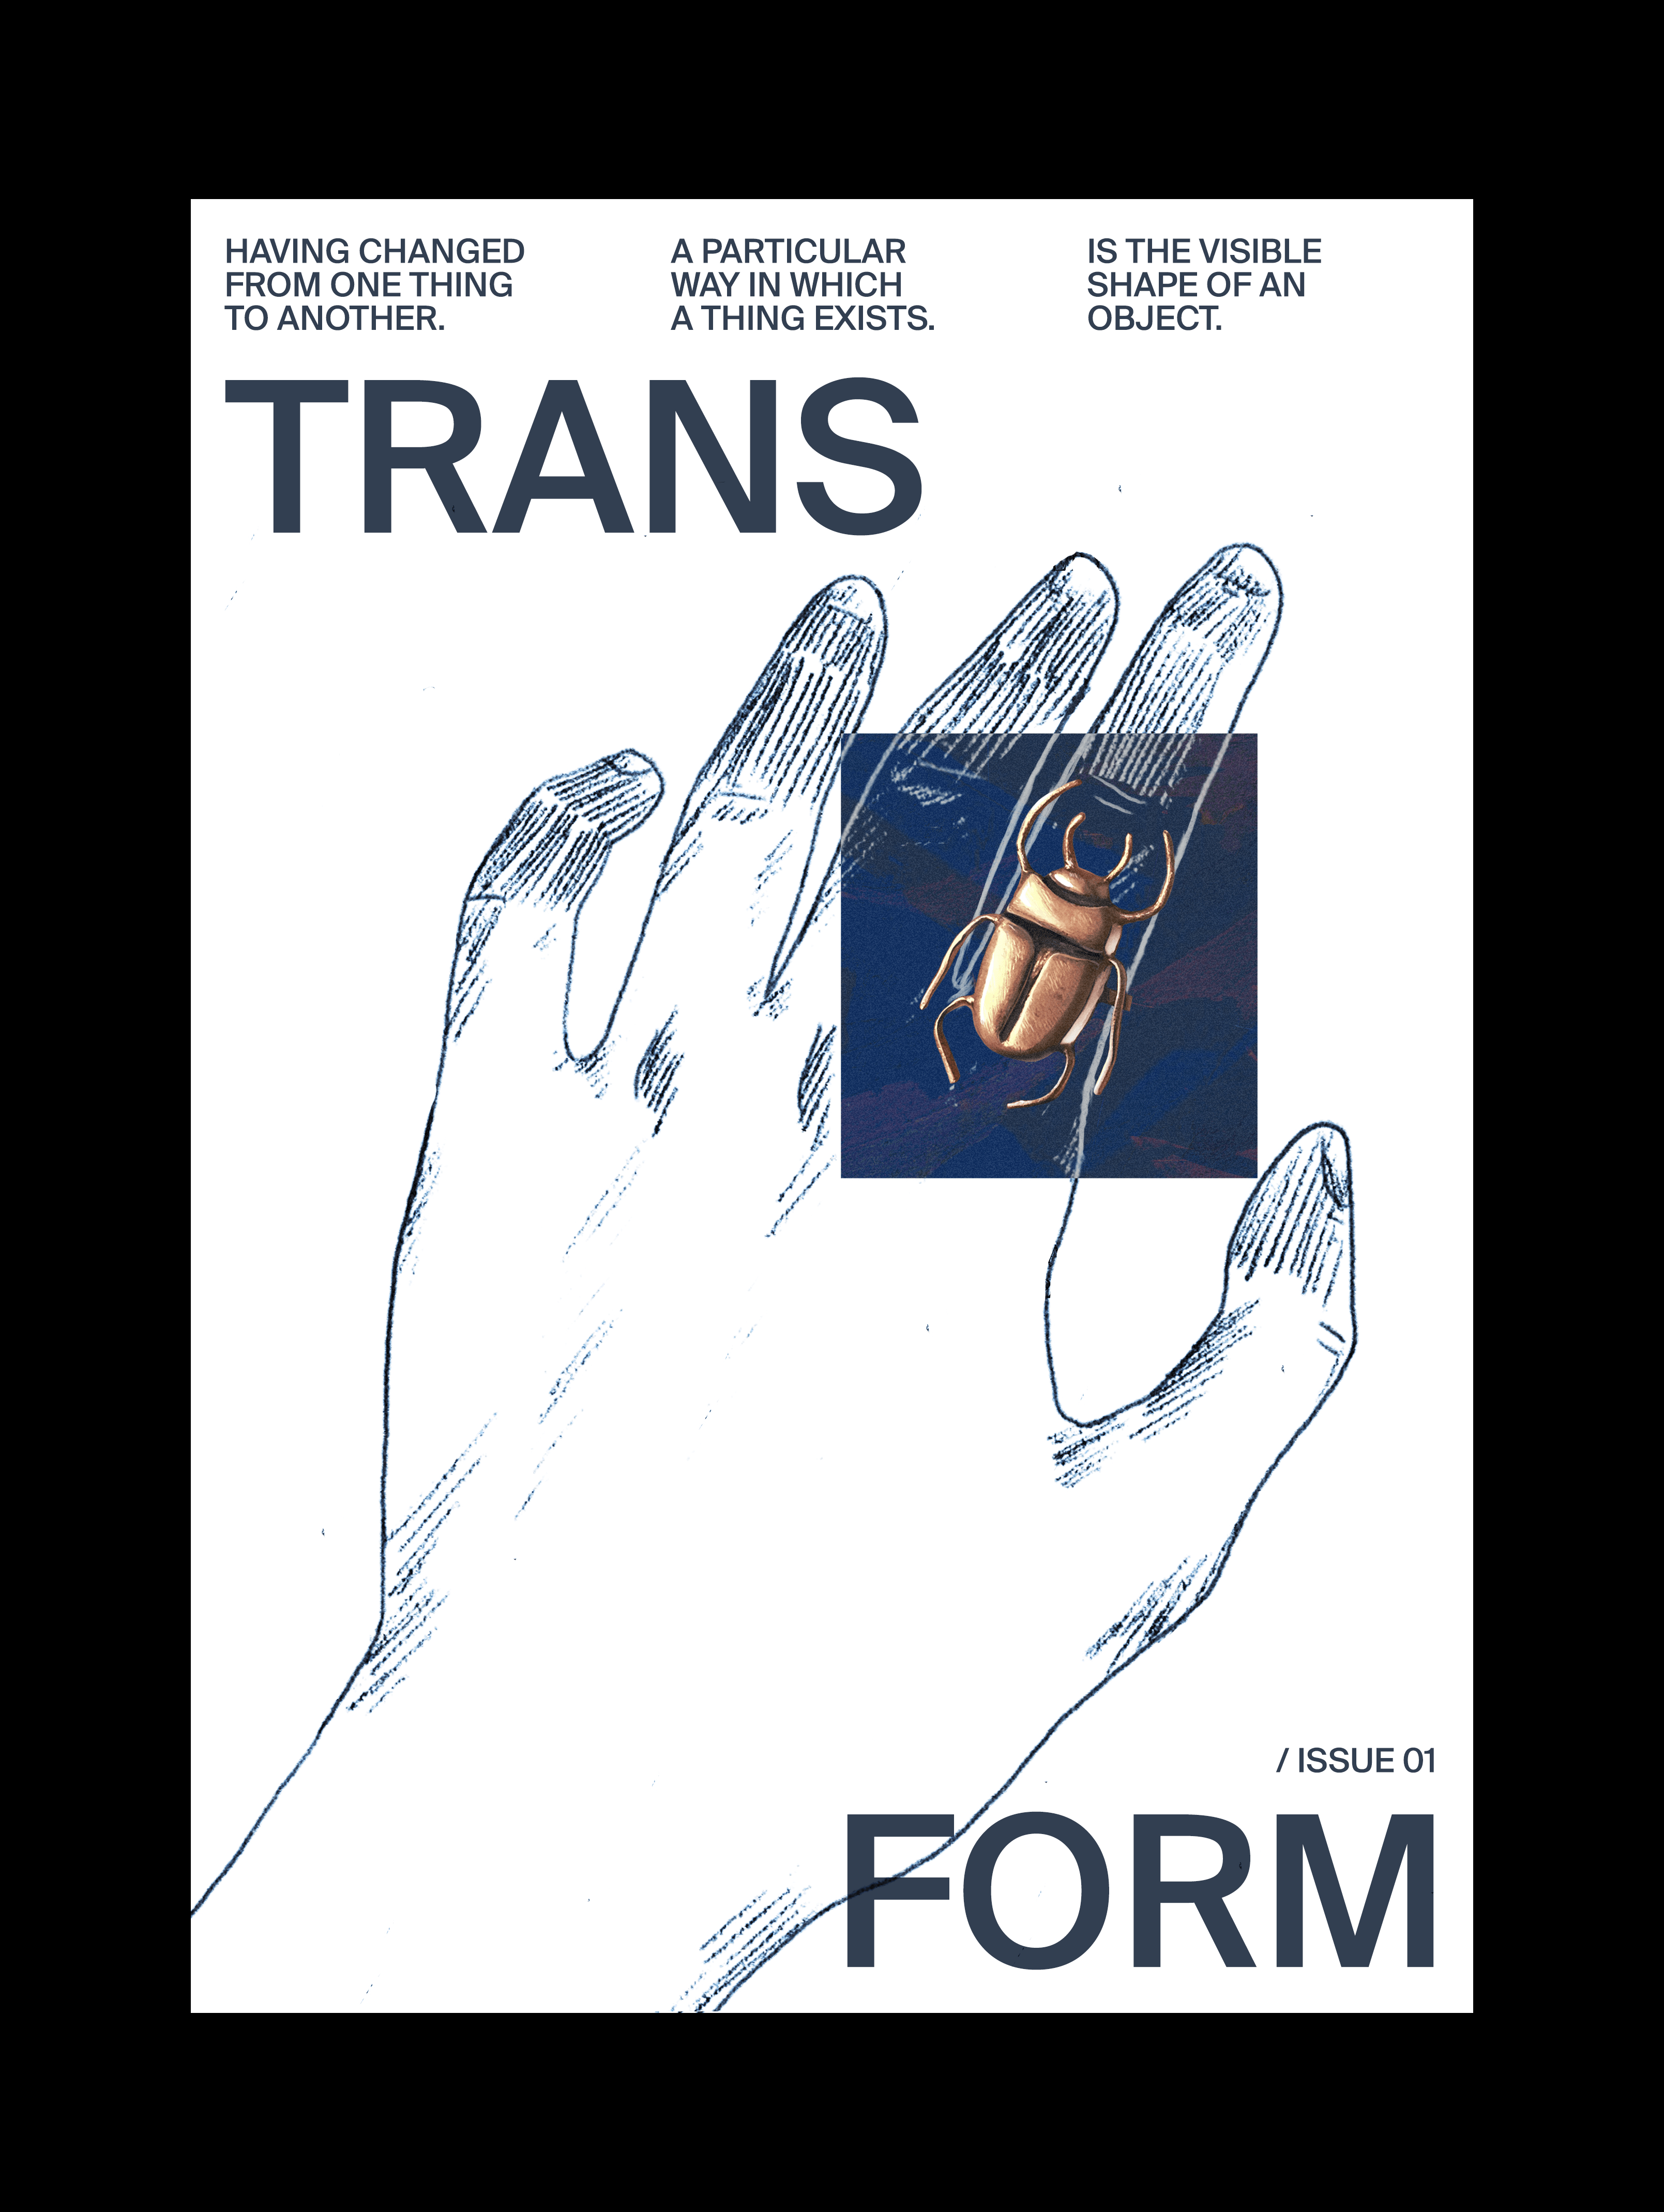 HAVING CHANGED
FROM ONE THING
TO ANOTHER.
A PARTICULAR
WAY IN WHICH
A THING EXISTS.
IS THE VISIBLE
SHAPE OF AN
OBJECT.
TRANS
/ ISSUE 01
FORM